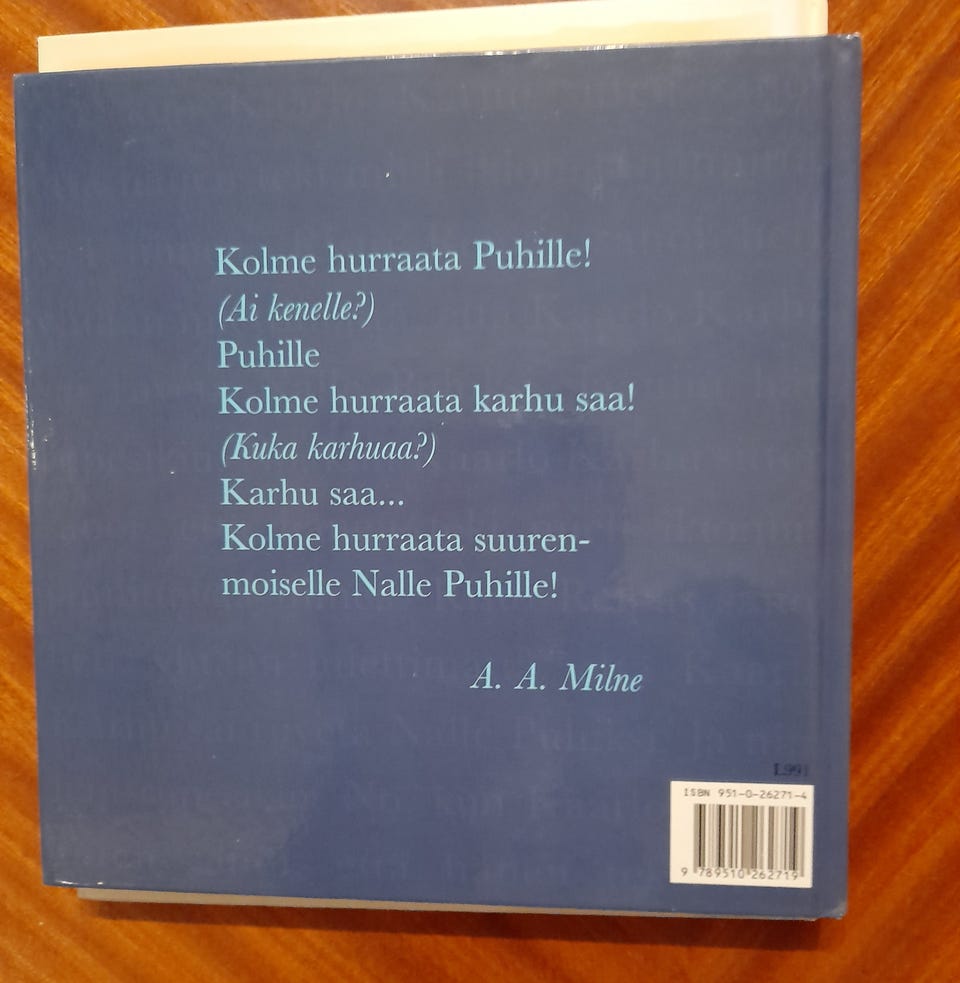 Kolme hurraata Puhille!
(Ai kenelle?)
Puhille
Kolme hurraata karhu saa!
(Kuka karhuaa?)
Karhu saa...
Kolme hurraata suuren-
moiselle Nalle Puhille!
A. A. Milne
L991
ISBN 951-0-26271-4
9 789510 262719